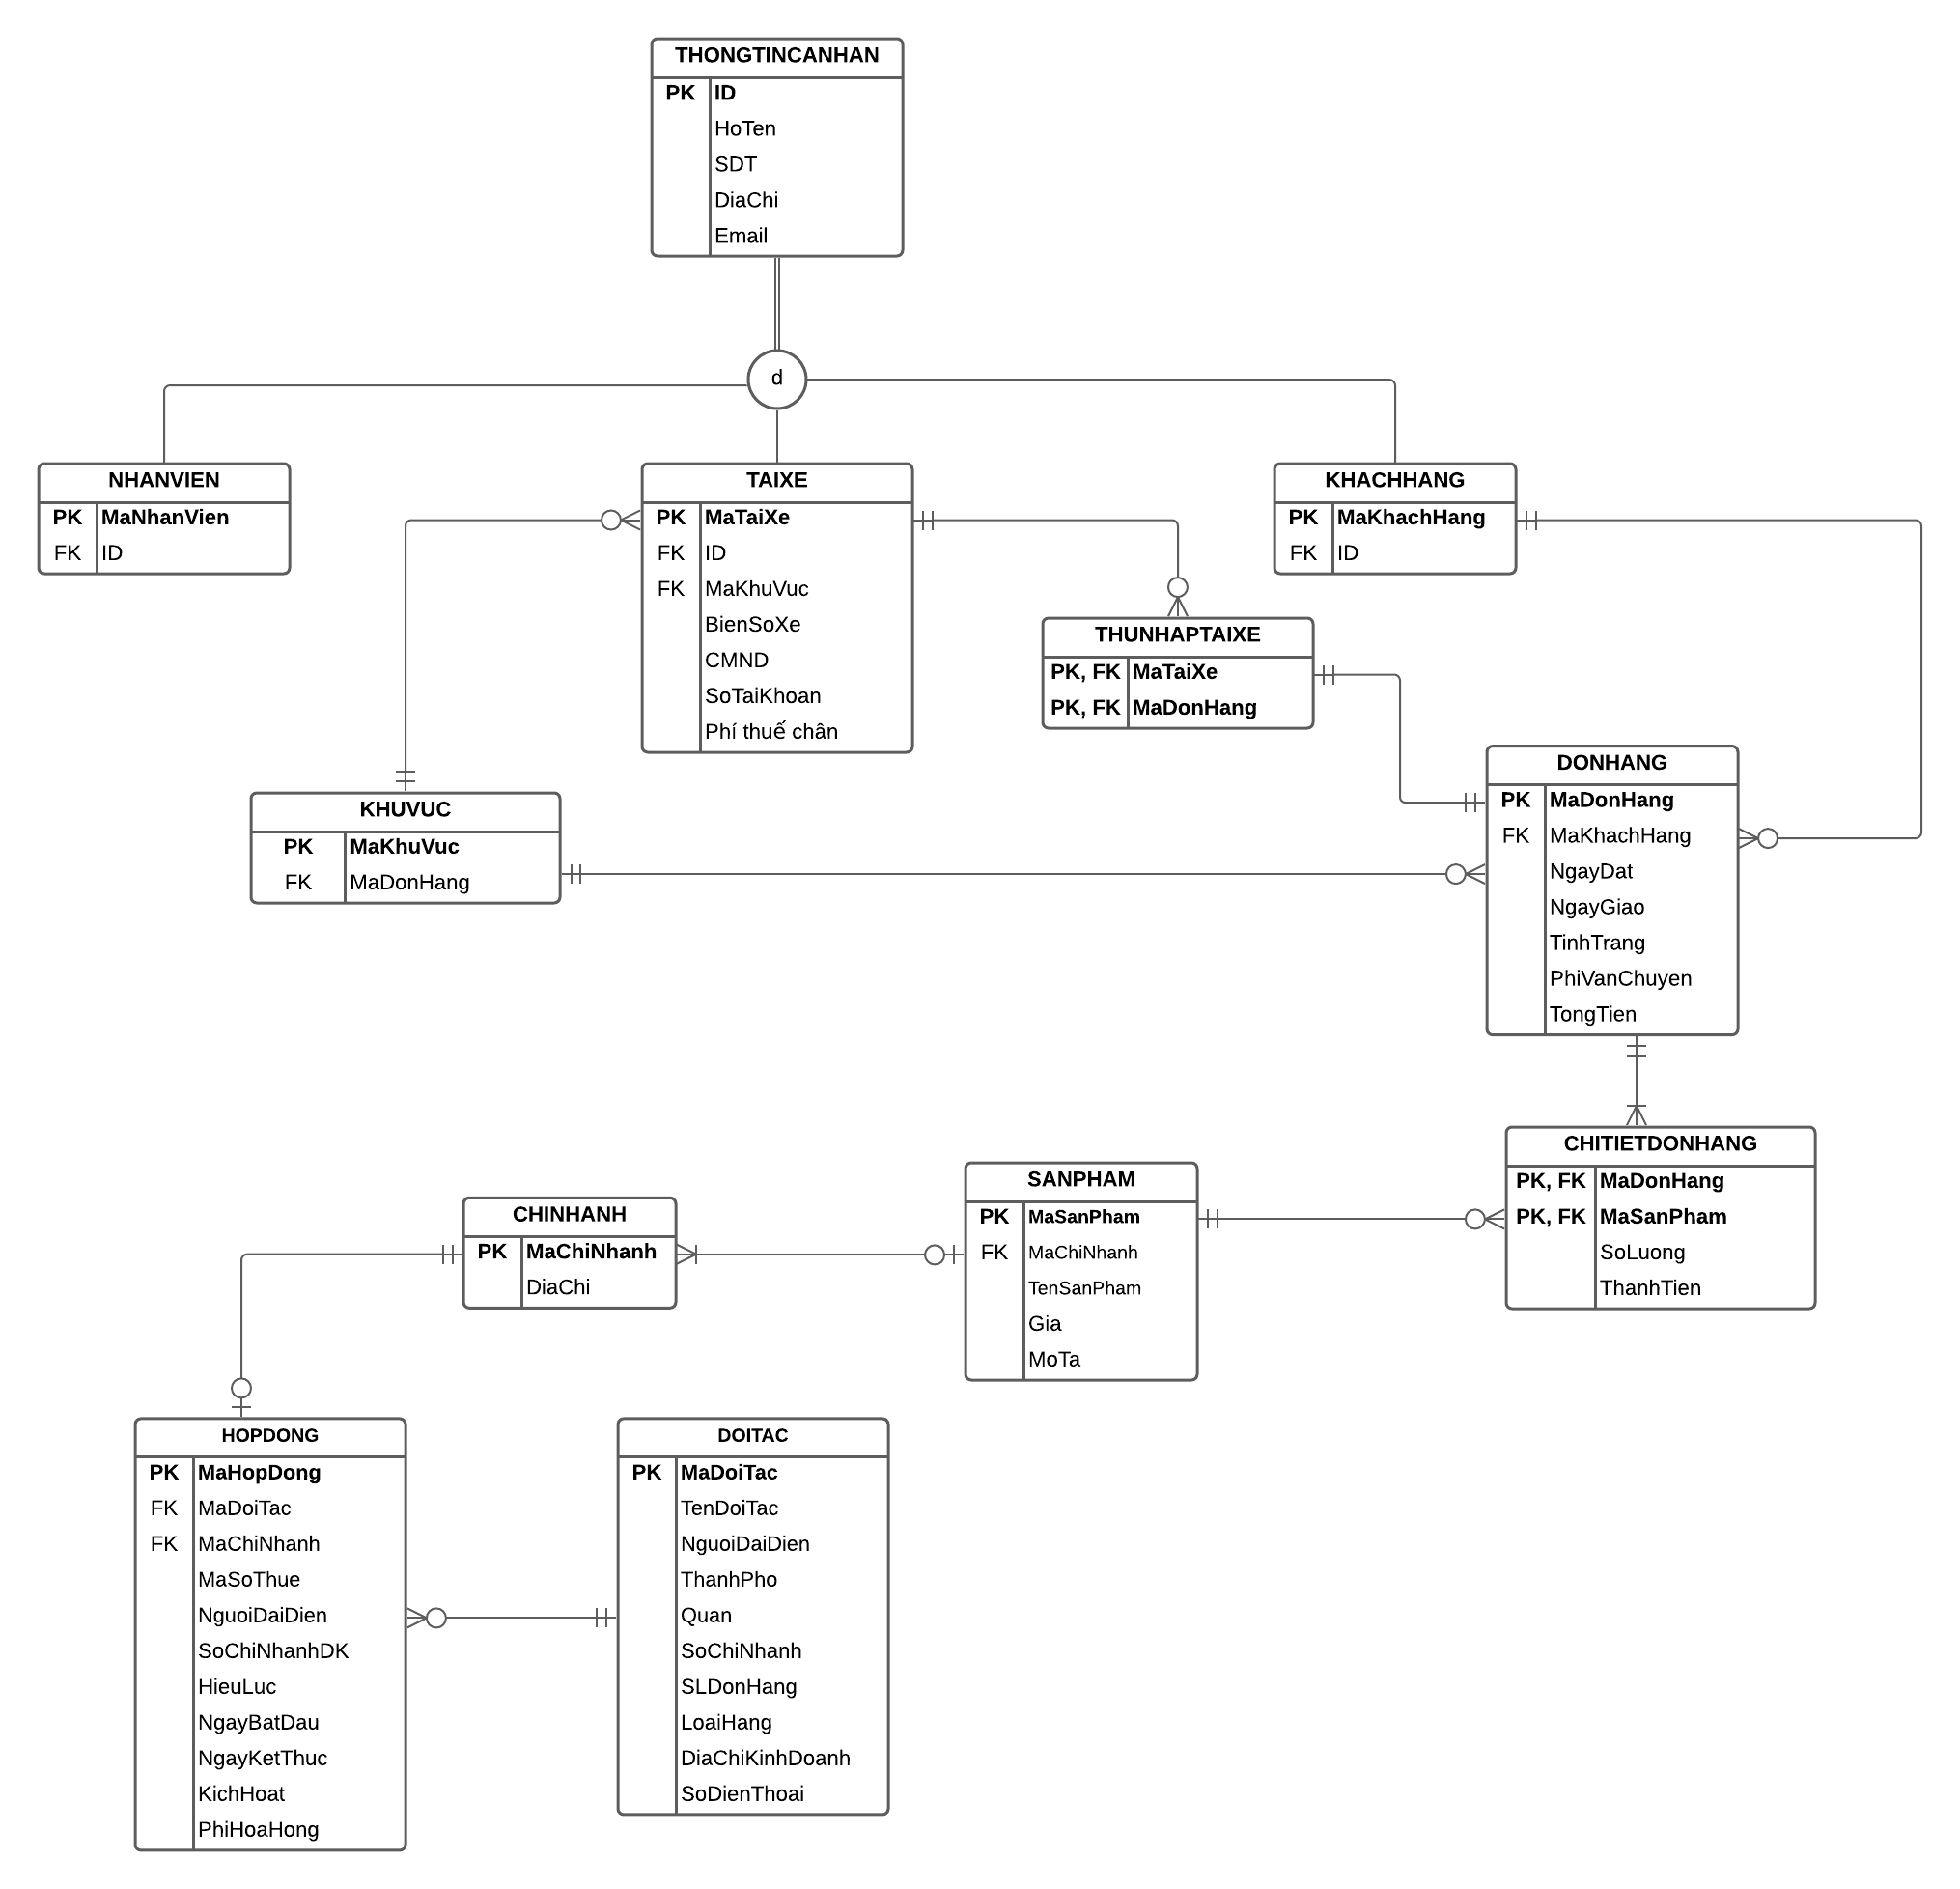 THONGTINCANHAN
PK ID
HoTen
SDT
DiaChi
Email
d
NHANVIEN
PK MaNhanVien
FK ID
TAIXE
PK MaTaiXe
FK ID
FK MaKhuVuc
BienSoXe
CMND
SoTaiKhoan
Phí thuế chân
KHACHHANG
PK MaKhachHang
FK ID
THUNHAPTAIXE
PK, FK MaTaiXe
PK, FK MaDonHang
KHUVUC
PK MaKhuVuc
FK MaDonHang
DONHANG
PK MaDonHang
FK MaKhachHang
NgayDat
NgayGiao
TinhTrang
PhiVanChuyen
TongTien
CHITIETDONHANG
PK, FK MaDonHang
PK, FK MaSanPham
SoLuong
ThanhTien
SANPHAM
PK MaSanPham
FK MaChiNhanh
TenSanPham
Gia
MoTa
CHINHANH
PK MaChiNhanh
DiaChi
HOPDONG
PK MaHopDong
FK MaDoiTac
FK MaChiNhanh
MaSoThue
NguoiDaiDien
SoChiNhanhDK
HieuLuc
NgayBatDau
NgayKetThuc
KichHoat
PhiHoaHong
DOITAC
PK MaDoiTac
TenDoiTac
NguoiDaiDien
ThanhPho
Quan
SoChiNhanh
SLDonHang
LoaiHang
DiaChiKinhDoanh
SoDienThoai